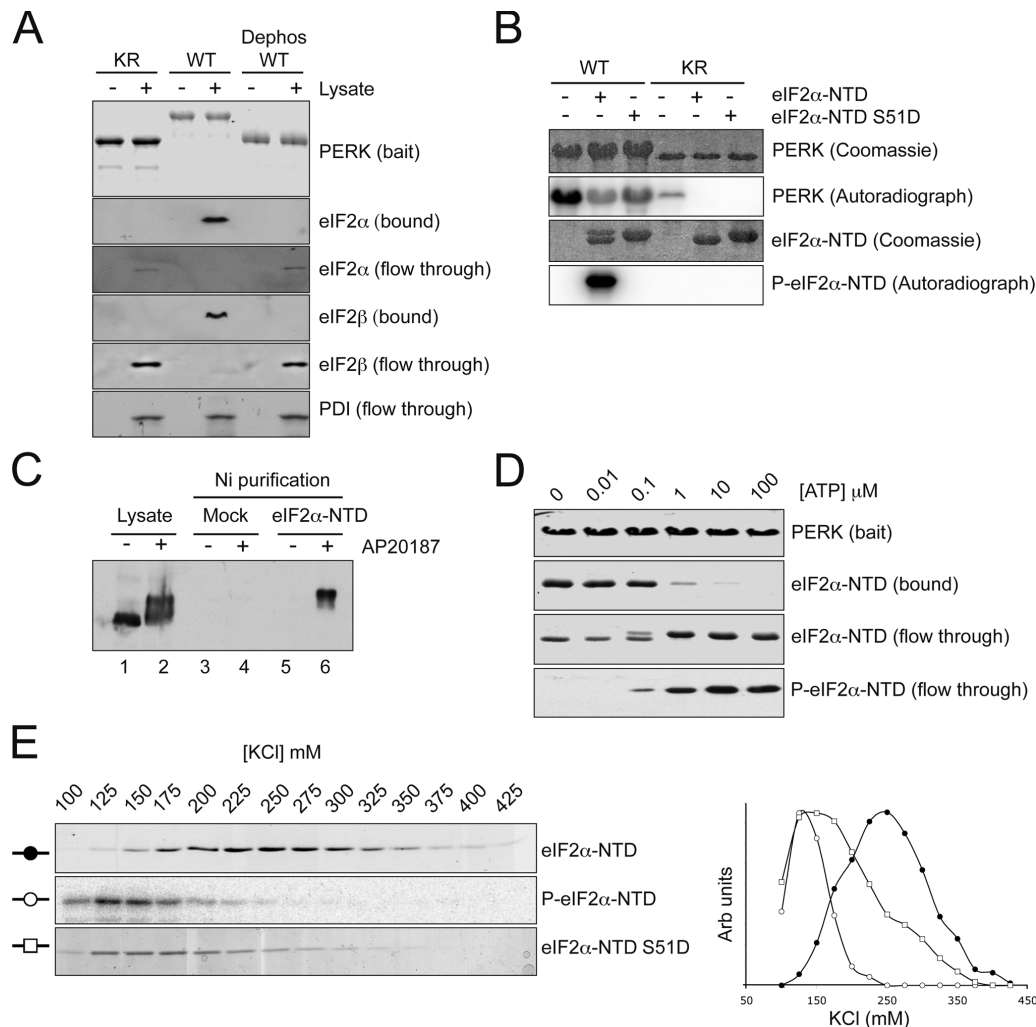 A
Dephos
KR WT WT
- + - + - + Lysate
PERK (bait)
eIF2α (bound)
eIF2α (flow through)
eIF2β (bound)
eIF2β (flow through)
PDI (flow through)
B
WT KR
- + - - + - eIF2α-NTD
- - + - - + eIF2α-NTD S51D
PERK (Coomassie)
PERK (Autoradiograph)
eIF2α-NTD (Coomassie)
P-eIF2α-NTD (Autoradiograph)
C
Ni purification
Lysate Mock eIF2α-NTD
- + - + - + AP20187
1 2 3 4 5 6
D
0 0.01 0.1 1 10 100 [ATP] μM
PERK (bait)
eIF2α-NTD (bound)
eIF2α-NTD (flow through)
P-eIF2α-NTD (flow through)
E
[KCl] mM
100 125 150 175 200 225 250 275 300 325 350 375 400 425
eIF2α-NTD
P-eIF2α-NTD
eIF2α-NTD S51D
Arb units
50 150 250 350 450
KCl (mM)